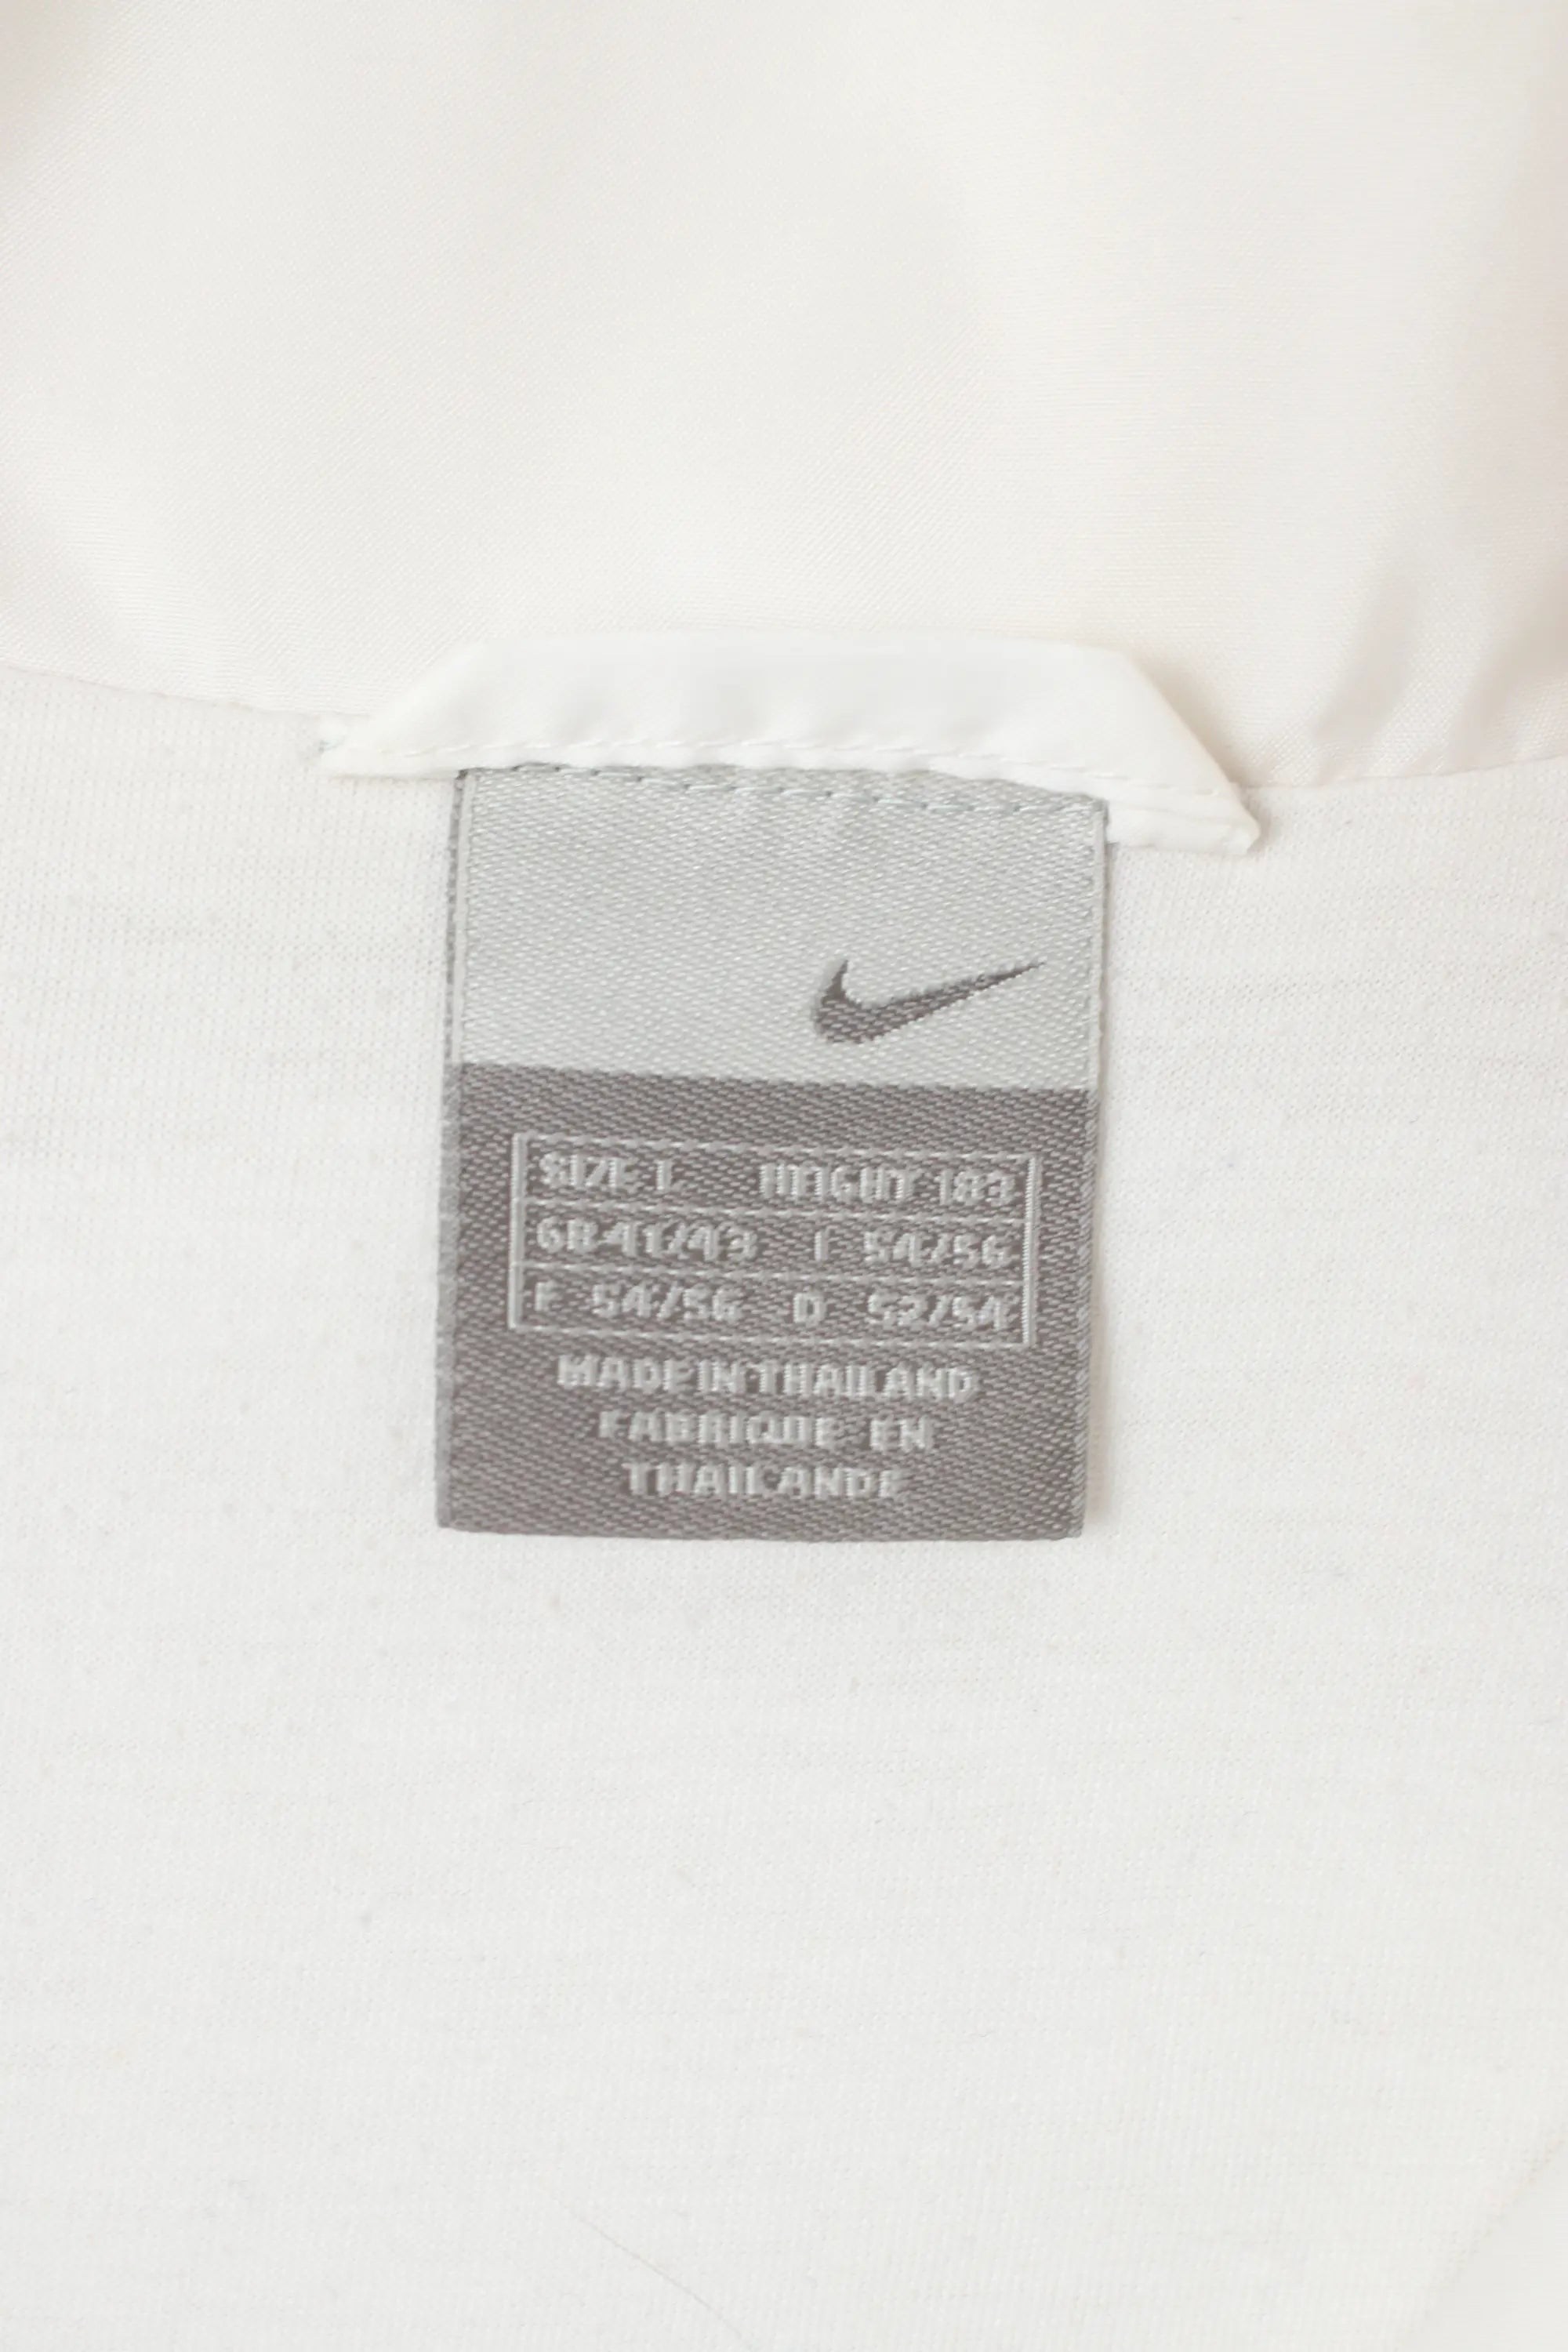 SIZE L HEIGHT 183
GB 41/43 I 54/56
F 54/56 D 52/54
MADE IN THAILAND
FABRIQUE EN
THAILANDE